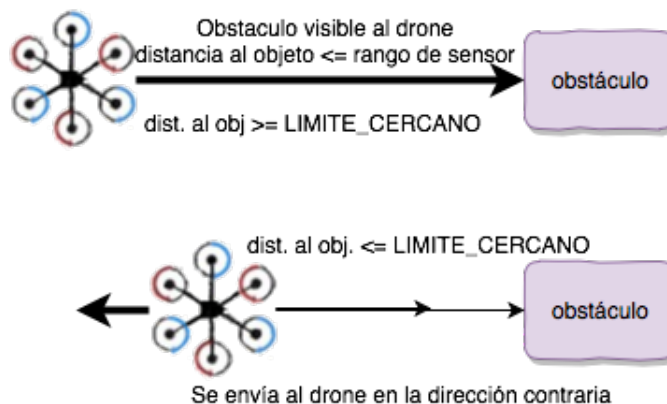 Obstaculo visible al drone
distancia al objeto <= rango de sensor
obstáculo
dist. al obj >= LIMITE_CERCANO
dist. al obj. <= LIMITE_CERCANO
obstáculo
Se envía al drone en la dirección contraria